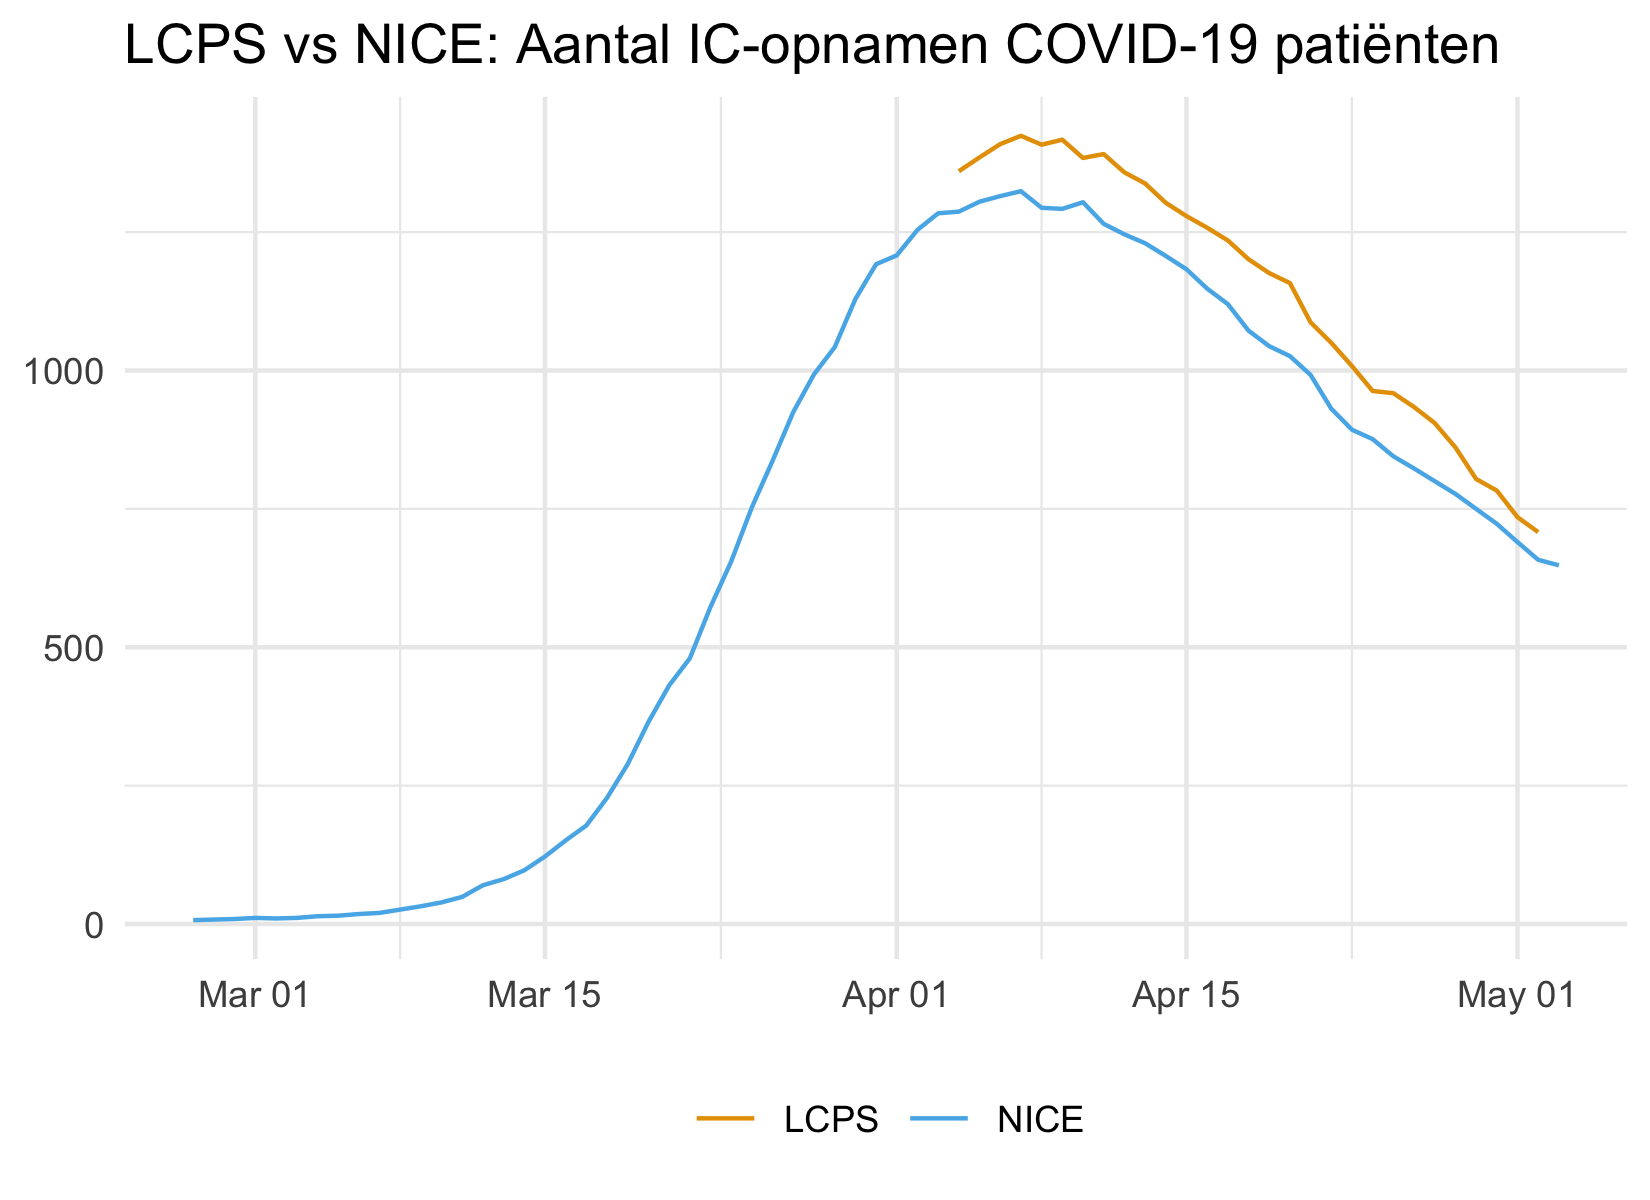 LCPS vs NICE: Aantal IC-opnamen COVID-19 patiënten
1000
500
0
Mar 01 Mar 15 Apr 01 Apr 15 May 01
LCPS NICE